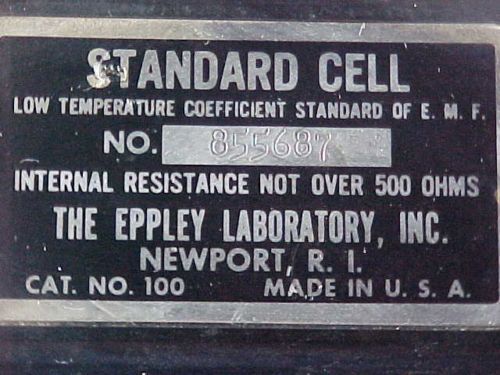 STANDARD CELL
LOW TEMPERATURE COEFFICIENT STANDARD OF E. M. F.
NO. 855687
INTERNAL RESISTANCE NOT OVER 500 OHMS
THE EPPLEY LABORATORY, INC.
NEWPORT, R. I.
CAT. NO. 100 MADE IN U. S. A.